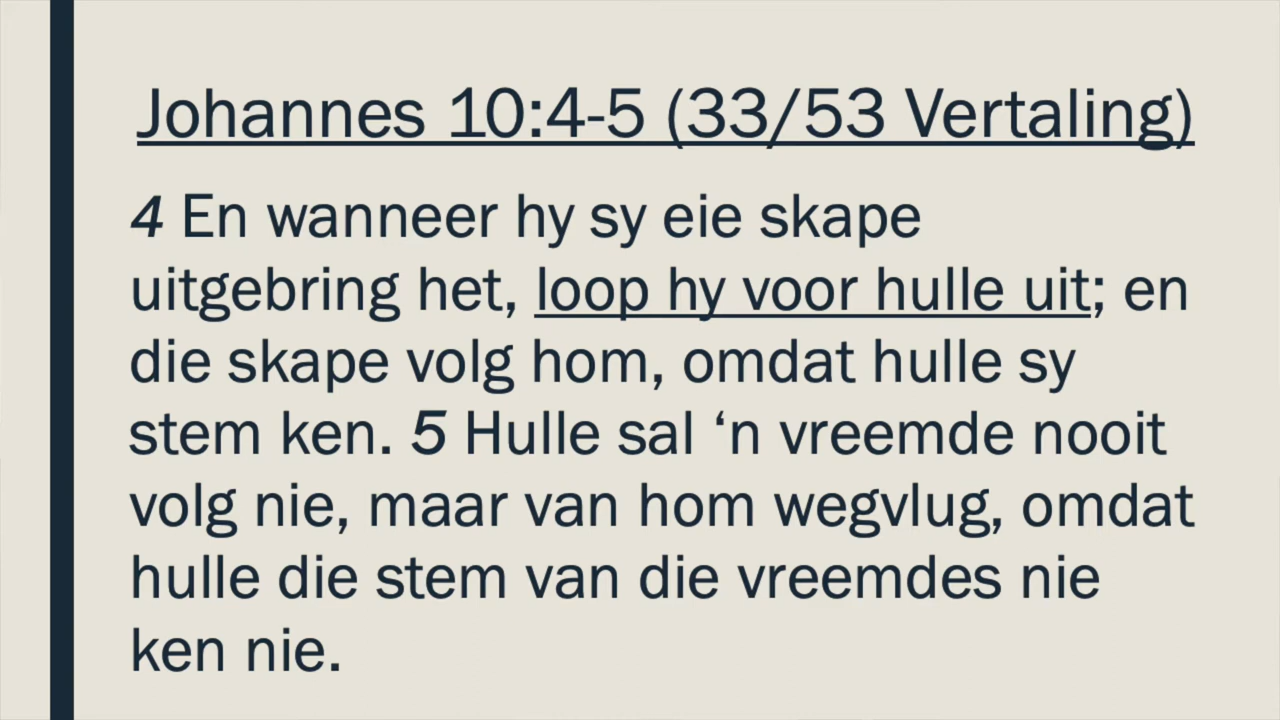 Johannes 10:4-5 (33/53 Vertaling)
4 En wanneer hy sy eie skape
uitgebring het, loop hy voor hulle uit; en
die skape volg hom, omdat hulle sy
stem ken. 5 Hulle sal ‘n vreemde nooit
volg nie, maar van hom wegvlug, omdat
hulle die stem van die vreemdes nie
ken nie.